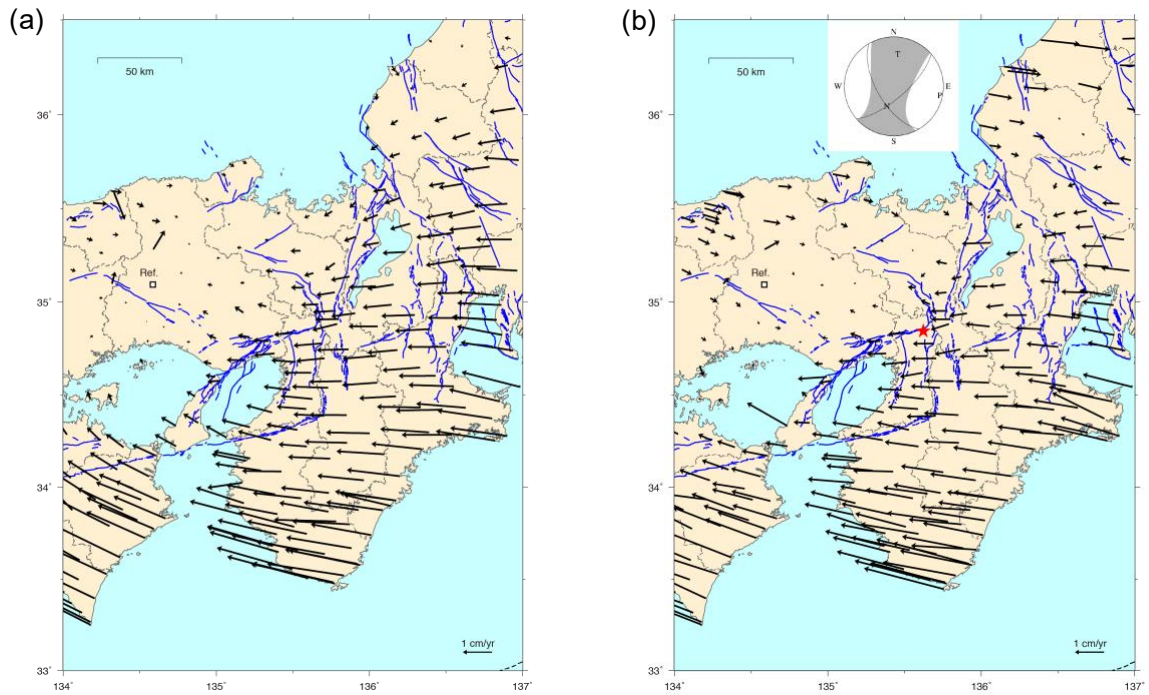 (a)
50 km
36˚
35˚
34˚
33˚
Ref.
1 cm/yr
134˚
135˚
136˚
137˚
(b)
50 km
N
T
W
E
P
N
S
36˚
35˚
34˚
33˚
Ref.
1 cm/yr
134˚
135˚
136˚
137˚